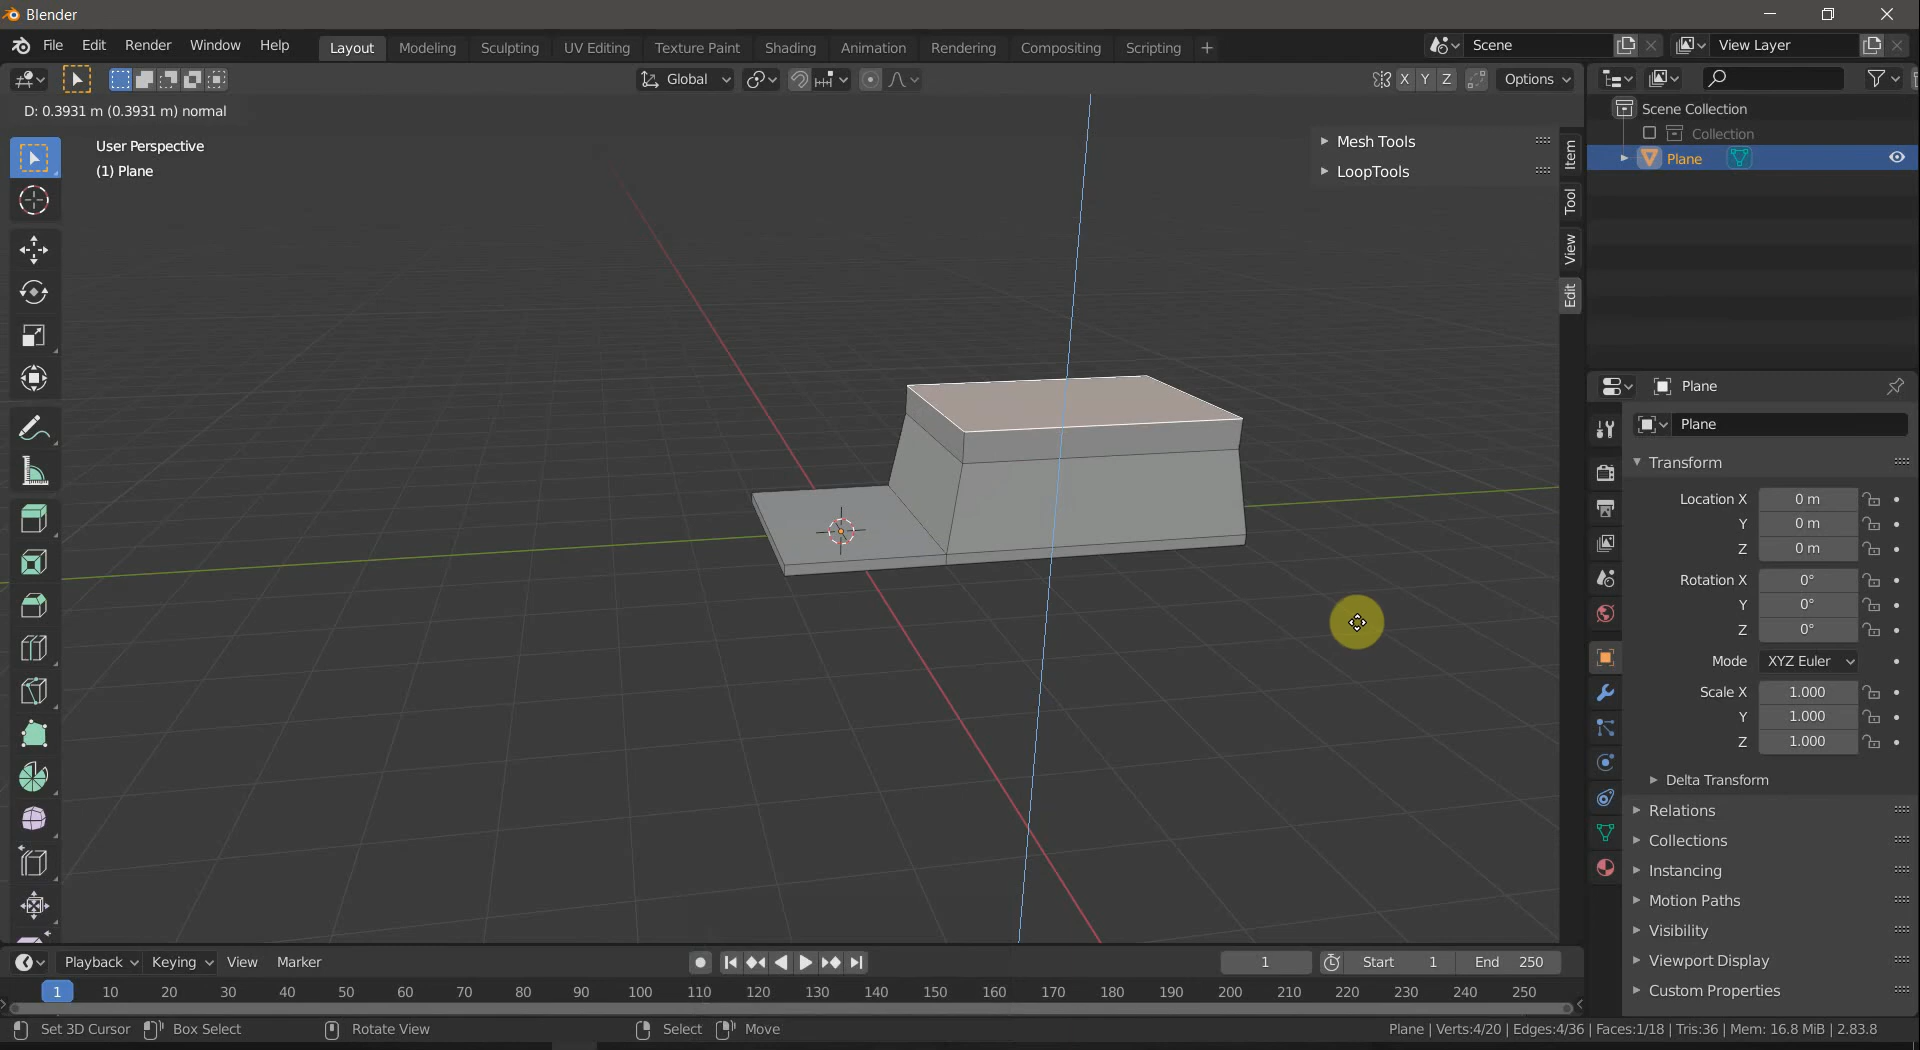 Blender
File Edit Render Window Help Layout Modeling Sculpting UV Editing Texture Paint Shading Animation Rendering Compositing Scripting + Scene View Layer
Global X Y Z Options
D: 0.3931 m (0.3931 m) normal
User Perspective
(1) Plane
Mesh Tools
LoopTools
Item
Tool
View
Edit
Scene Collection
Collection
Plane
Plane
Plane
Transform
Location X 0 m
Y 0 m
Z 0 m
Rotation X 0°
Y 0°
Z 0°
Mode XYZ Euler
Scale X 1.000
Y 1.000
Z 1.000
Delta Transform
Relations
Collections
Instancing
Motion Paths
Visibility
Viewport Display
Custom Properties
Playback Keying View Marker 1 Start 1 End 250
1 10 20 30 40 50 60 70 80 90 100 110 120 130 140 150 160 170 180 190 200 210 220 230 240 250
Set 3D Cursor Box Select Rotate View Select Move Plane | Verts:4/20 | Edges:4/36 | Faces:1/18 | Tris:36 | Mem: 16.8 MiB | 2.83.8